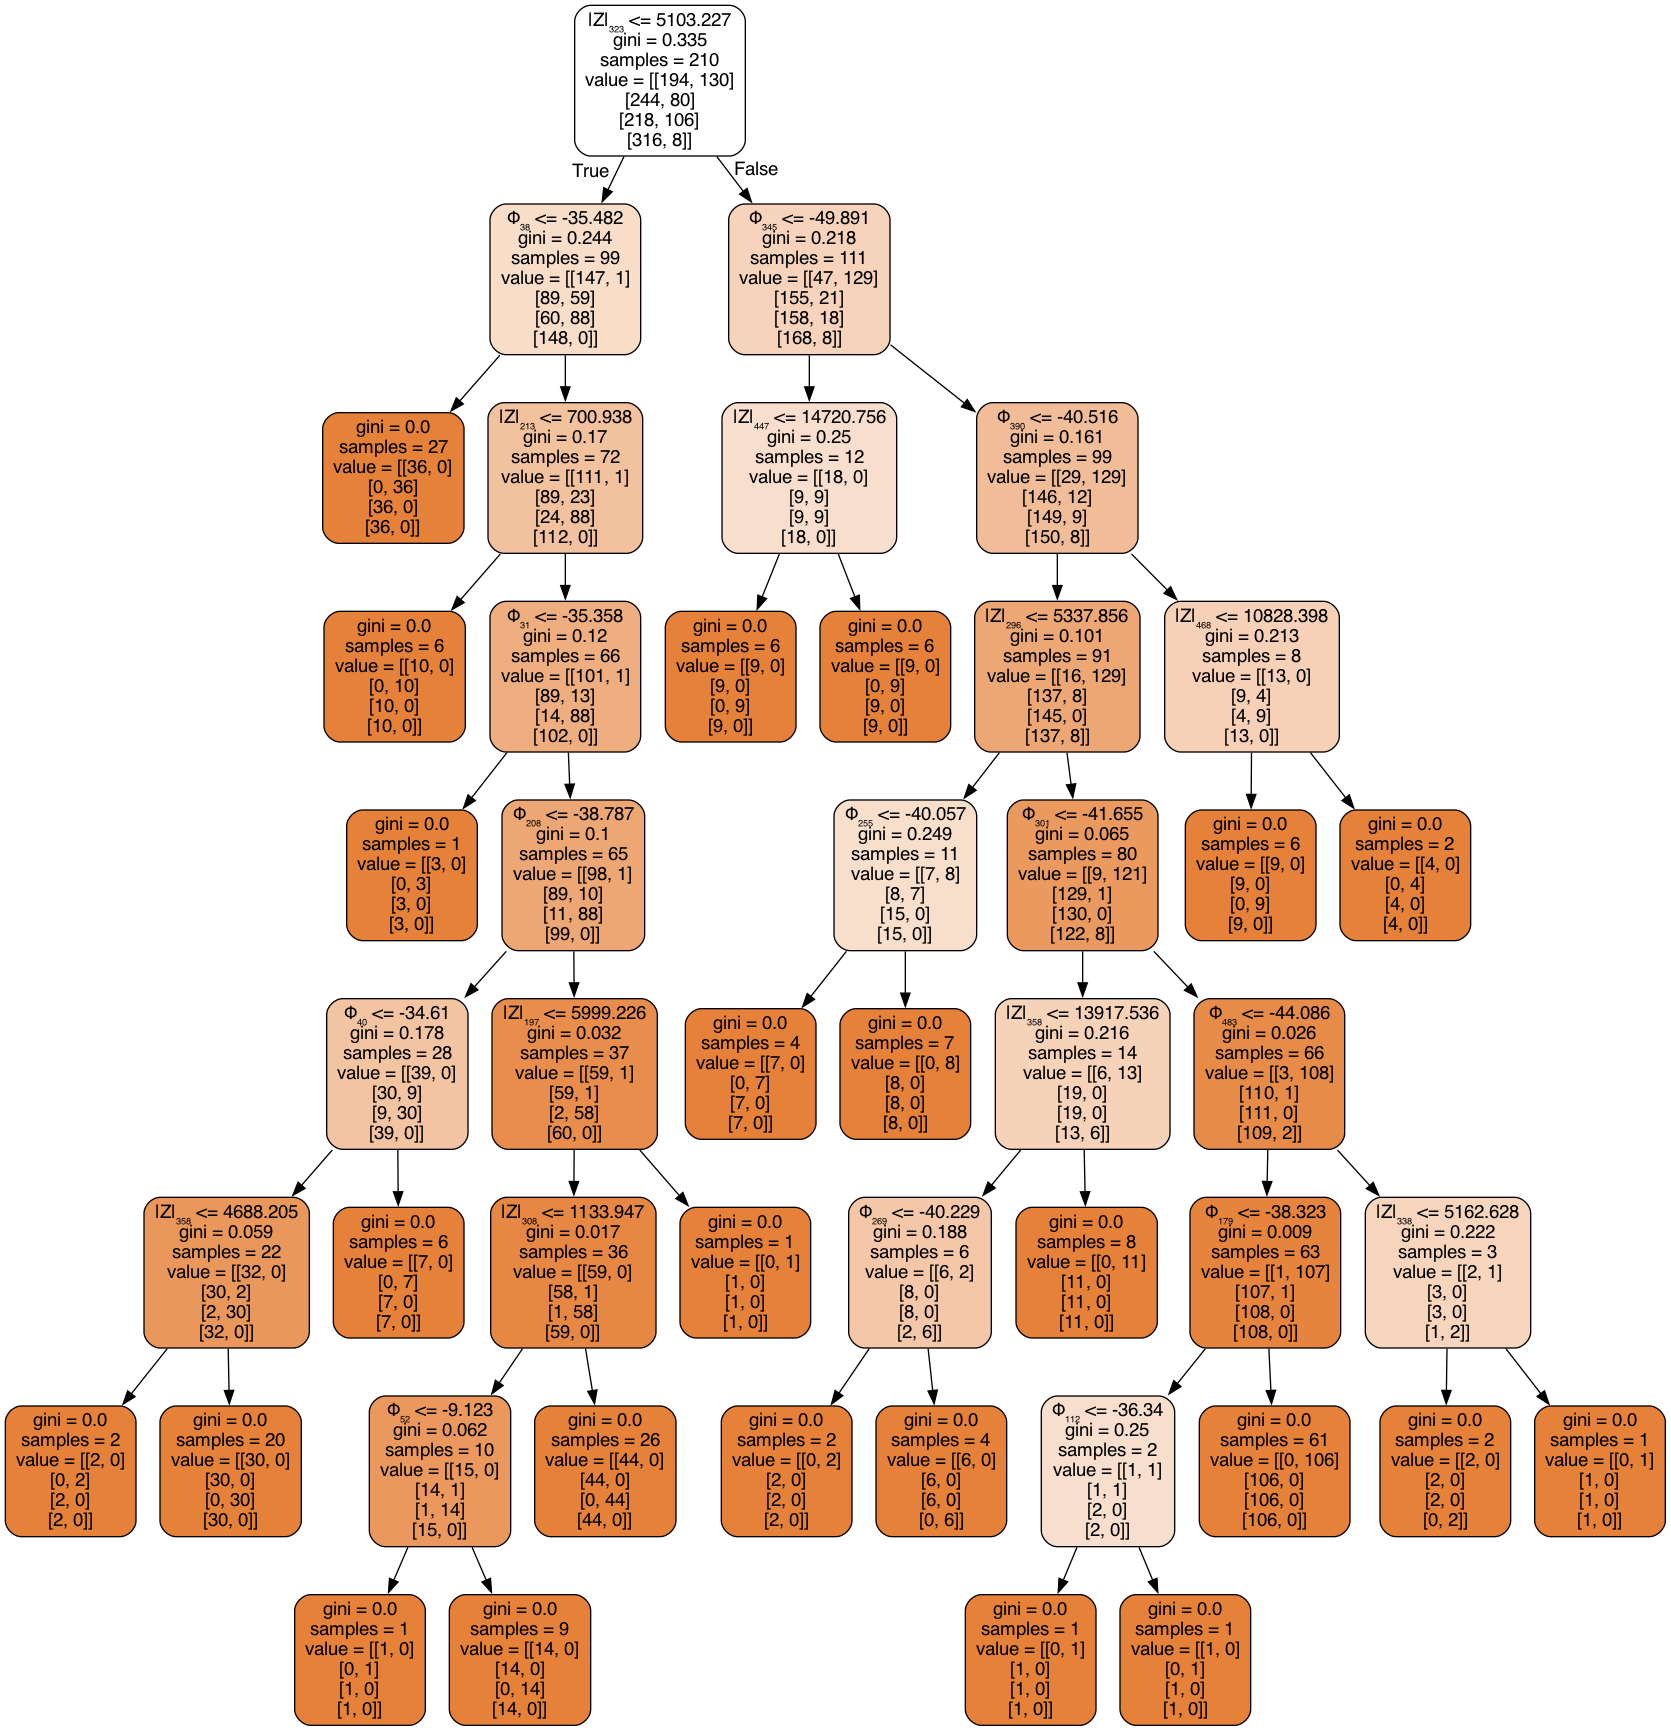 |Z|₃₂₃ <= 5103.227
gini = 0.335
samples = 210
value = [[194, 130]
[244, 80]
[218, 106]
[316, 8]]
True
False
Φ₃₈ <= -35.482
gini = 0.244
samples = 99
value = [[147, 1]
[89, 59]
[60, 88]
[148, 0]]
Φ₃₄₅ <= -49.891
gini = 0.218
samples = 111
value = [[47, 129]
[155, 21]
[158, 18]
[168, 8]]
gini = 0.0
samples = 27
value = [[36, 0]
[0, 36]
[36, 0]
[36, 0]]
|Z|₂₁₃ <= 700.938
gini = 0.17
samples = 72
value = [[111, 1]
[89, 23]
[24, 88]
[112, 0]]
|Z|₄₄₇ <= 14720.756
gini = 0.25
samples = 12
value = [[18, 0]
[9, 9]
[9, 9]
[18, 0]]
Φ₃₉₀ <= -40.516
gini = 0.161
samples = 99
value = [[29, 129]
[146, 12]
[149, 9]
[150, 8]]
gini = 0.0
samples = 6
value = [[10, 0]
[0, 10]
[10, 0]
[10, 0]]
Φ₃₁ <= -35.358
gini = 0.12
samples = 66
value = [[101, 1]
[89, 13]
[14, 88]
[102, 0]]
gini = 0.0
samples = 6
value = [[9, 0]
[9, 0]
[0, 9]
[9, 0]]
gini = 0.0
samples = 6
value = [[9, 0]
[0, 9]
[9, 0]
[9, 0]]
|Z|₂₉₆ <= 5337.856
gini = 0.101
samples = 91
value = [[16, 129]
[137, 8]
[145, 0]
[137, 8]]
|Z|₄₆₈ <= 10828.398
gini = 0.213
samples = 8
value = [[13, 0]
[9, 4]
[4, 9]
[13, 0]]
gini = 0.0
samples = 1
value = [[3, 0]
[0, 3]
[3, 0]
[3, 0]]
Φ₂₀₈ <= -38.787
gini = 0.1
samples = 65
value = [[98, 1]
[89, 10]
[11, 88]
[99, 0]]
Φ₂₅₅ <= -40.057
gini = 0.249
samples = 11
value = [[7, 8]
[8, 7]
[15, 0]
[15, 0]]
Φ₃₀₁ <= -41.655
gini = 0.065
samples = 80
value = [[9, 121]
[129, 1]
[130, 0]
[122, 8]]
gini = 0.0
samples = 6
value = [[9, 0]
[9, 0]
[0, 9]
[9, 0]]
gini = 0.0
samples = 2
value = [[4, 0]
[0, 4]
[4, 0]
[4, 0]]
Φ₄₀ <= -34.61
gini = 0.178
samples = 28
value = [[39, 0]
[30, 9]
[9, 30]
[39, 0]]
|Z|₁₉₇ <= 5999.226
gini = 0.032
samples = 37
value = [[59, 1]
[59, 1]
[2, 58]
[60, 0]]
gini = 0.0
samples = 4
value = [[7, 0]
[0, 7]
[7, 0]
[7, 0]]
gini = 0.0
samples = 7
value = [[0, 8]
[8, 0]
[8, 0]
[8, 0]]
|Z|₃₅₈ <= 13917.536
gini = 0.216
samples = 14
value = [[6, 13]
[19, 0]
[19, 0]
[13, 6]]
Φ₄₈₃ <= -44.086
gini = 0.026
samples = 66
value = [[3, 108]
[110, 1]
[111, 0]
[109, 2]]
|Z|₃₅₈ <= 4688.205
gini = 0.059
samples = 22
value = [[32, 0]
[30, 2]
[2, 30]
[32, 0]]
gini = 0.0
samples = 6
value = [[7, 0]
[0, 7]
[7, 0]
[7, 0]]
|Z|₃₀₈ <= 1133.947
gini = 0.017
samples = 36
value = [[59, 0]
[58, 1]
[1, 58]
[59, 0]]
gini = 0.0
samples = 1
value = [[0, 1]
[1, 0]
[1, 0]
[1, 0]]
Φ₂₆₉ <= -40.229
gini = 0.188
samples = 6
value = [[6, 2]
[8, 0]
[8, 0]
[2, 6]]
gini = 0.0
samples = 8
value = [[0, 11]
[11, 0]
[11, 0]
[11, 0]]
Φ₁₇₉ <= -38.323
gini = 0.009
samples = 63
value = [[1, 107]
[107, 1]
[108, 0]
[108, 0]]
|Z|₃₃₈ <= 5162.628
gini = 0.222
samples = 3
value = [[2, 1]
[3, 0]
[3, 0]
[1, 2]]
gini = 0.0
samples = 2
value = [[2, 0]
[0, 2]
[2, 0]
[2, 0]]
gini = 0.0
samples = 20
value = [[30, 0]
[30, 0]
[0, 30]
[30, 0]]
Φ₅₂ <= -9.123
gini = 0.062
samples = 10
value = [[15, 0]
[14, 1]
[1, 14]
[15, 0]]
gini = 0.0
samples = 26
value = [[44, 0]
[44, 0]
[0, 44]
[44, 0]]
gini = 0.0
samples = 2
value = [[0, 2]
[2, 0]
[2, 0]
[2, 0]]
gini = 0.0
samples = 4
value = [[6, 0]
[6, 0]
[6, 0]
[0, 6]]
Φ₁₁₂ <= -36.34
gini = 0.25
samples = 2
value = [[1, 1]
[1, 1]
[2, 0]
[2, 0]]
gini = 0.0
samples = 61
value = [[0, 106]
[106, 0]
[106, 0]
[106, 0]]
gini = 0.0
samples = 2
value = [[2, 0]
[2, 0]
[2, 0]
[0, 2]]
gini = 0.0
samples = 1
value = [[0, 1]
[1, 0]
[1, 0]
[1, 0]]
gini = 0.0
samples = 1
value = [[1, 0]
[0, 1]
[1, 0]
[1, 0]]
gini = 0.0
samples = 9
value = [[14, 0]
[14, 0]
[0, 14]
[14, 0]]
gini = 0.0
samples = 1
value = [[0, 1]
[1, 0]
[1, 0]
[1, 0]]
gini = 0.0
samples = 1
value = [[1, 0]
[0, 1]
[1, 0]
[1, 0]]